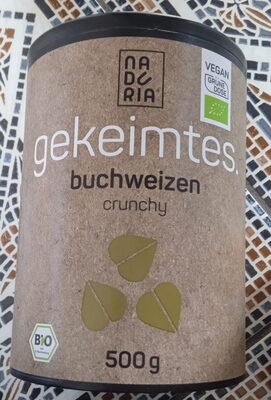 NA
DU
RIA
VEGAN
GRÜNE
DOSE
gekeimtes.
buchweizen
crunchy
BIO
500g